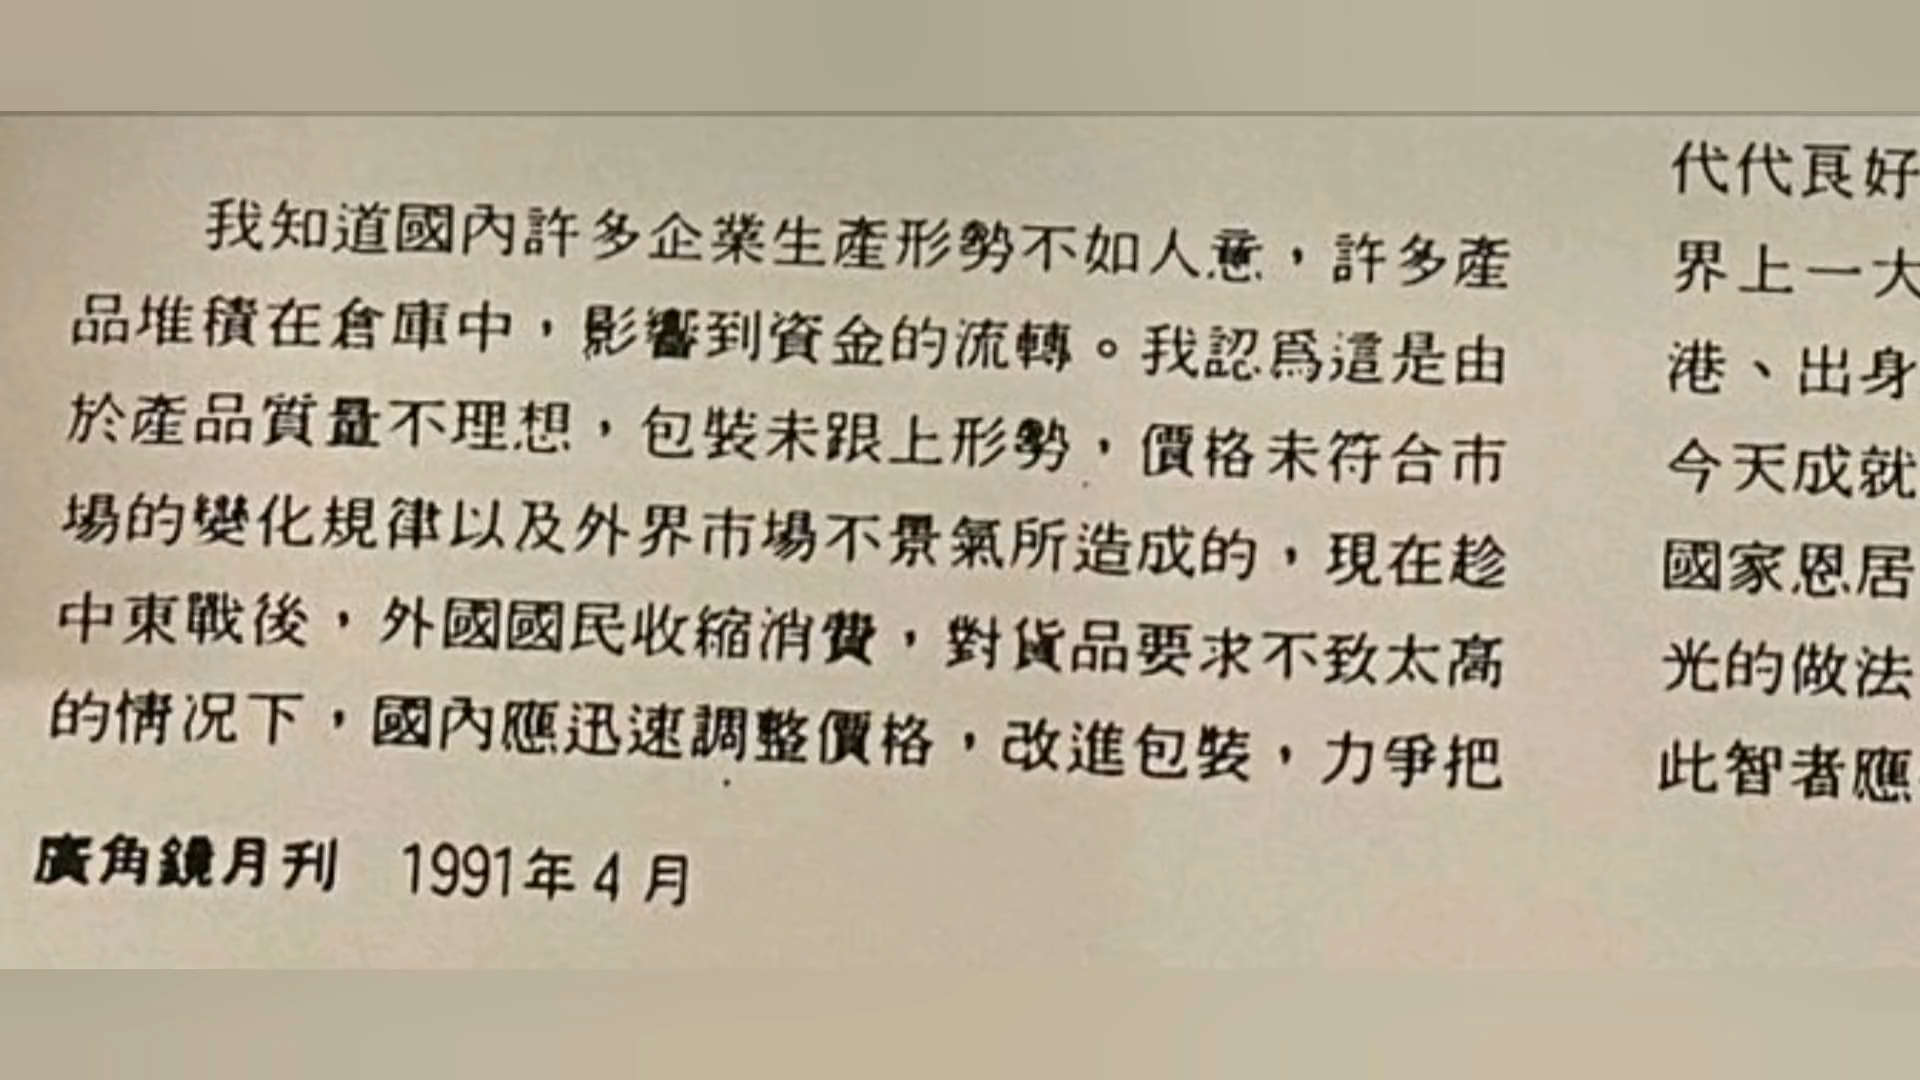 我知道國內許多企業生產形勢不如人意，許多產
品堆積在倉庫中，影響到資金的流轉。我認爲這是由
於產品質量不理想，包裝未跟上形勢，價格未符合市
場的變化規律以及外界市場不景氣所造成的，現在趁
中東戰後，外國國民收縮消費，對貨品要求不致太高
的情况下，國內應迅速調整價格，改進包裝，力爭把
廣角鏡月刊 1991年4月
代代良好
界上一大
港、出身
今天成就
國家恩居
光的做法
此智者應